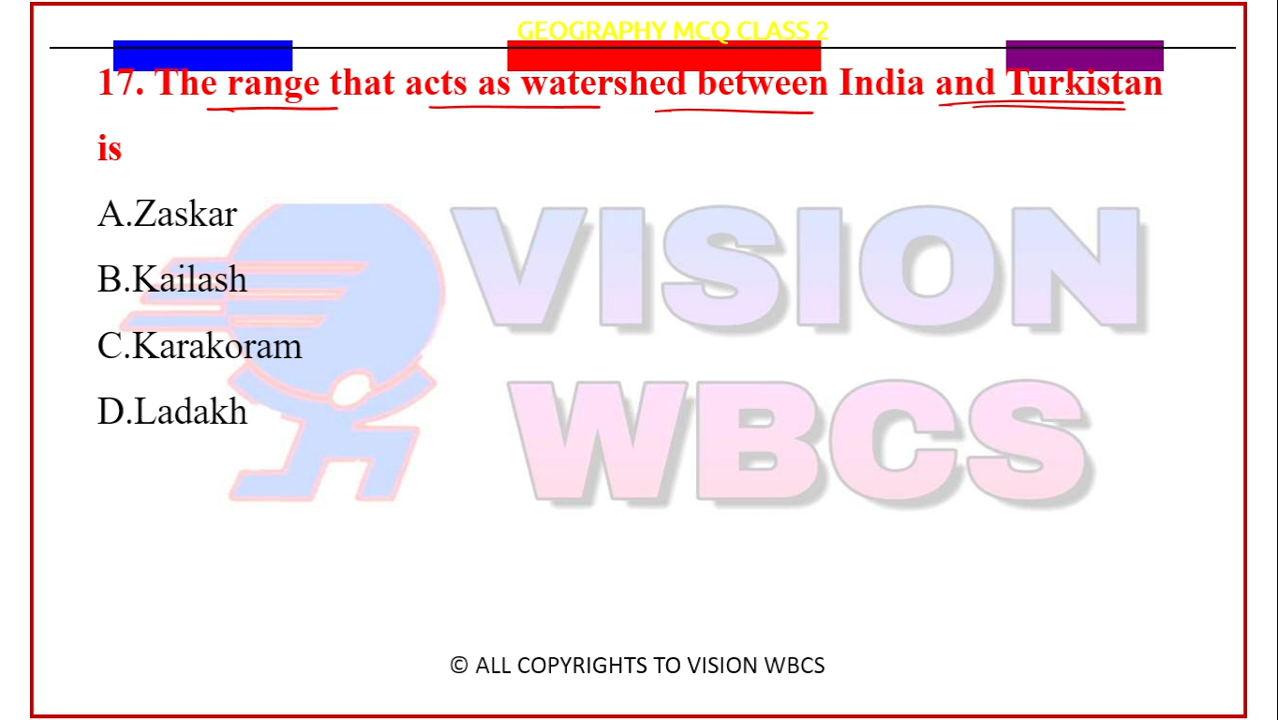 GEOGRAPHY MCQ CLASS 2
17. The range that acts as watershed between India and Turkistan
is
A.Zaskar
B.Kailash
C.Karakoram
D.Ladakh
VISION
WBCS
© ALL COPYRIGHTS TO VISION WBCS